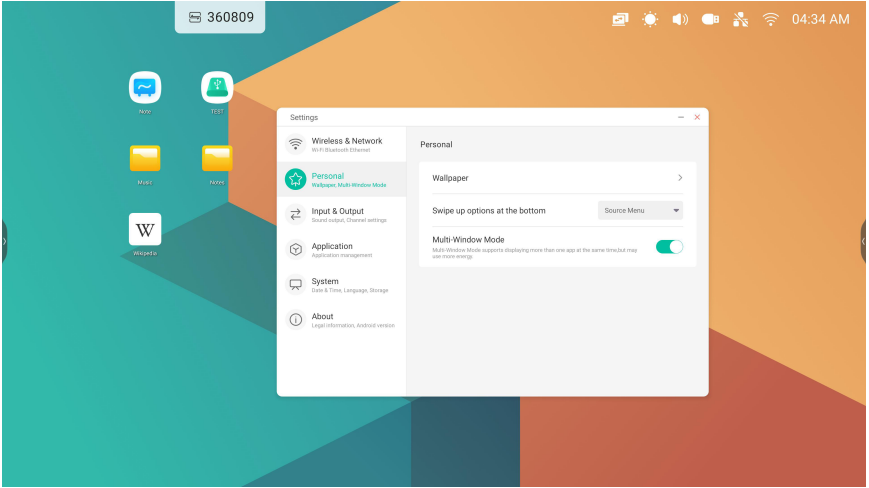 360809
04:34 AM
Note
TEST
Music
Notes
W
Wikipedia
Settings
Wireless & Network
Wi-Fi Bluetooth Ethernet
Personal
Wallpaper, Multi-Window Mode
Input & Output
Sound output, Channel settings
Application
Application management
System
Date & Time, Language, Storage
About
Legal information, Android version
Personal
Wallpaper
Swipe up options at the bottom
Source Menu
Multi-Window Mode
Multi-Window Mode supports displaying more than one app at the same time,but may
use more energy.